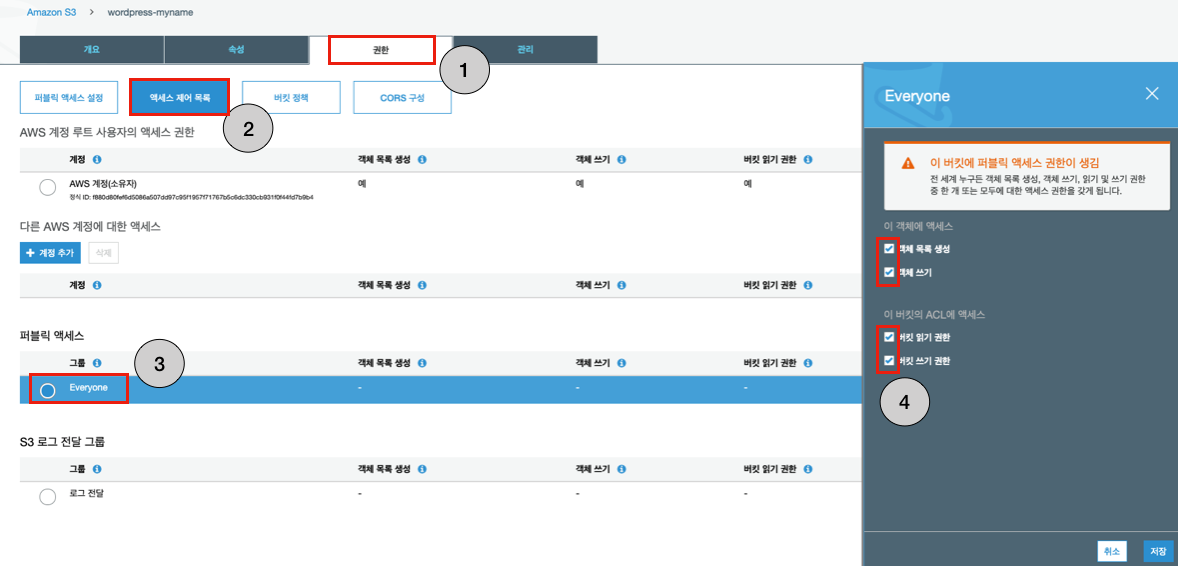 Amazon S3 > wordpress-myname
개요 속성 권한 관리
1
퍼블릭 액세스 설정 액세스 제어 목록 버킷 정책 CORS 구성
2
AWS 계정 루트 사용자의 액세스 권한
계정 객체 목록 생성 객체 쓰기 버킷 읽기 권한
AWS 계정(소유자) 예 예 예
다른 AWS 계정에 대한 액세스
+ 계정 추가 삭제
계정 객체 목록 생성 객체 쓰기 버킷 읽기 권한
퍼블릭 액세스
3
그룹 객체 목록 생성 객체 쓰기 버킷 읽기 권한
Everyone - - -
S3 로그 전달 그룹
그룹 객체 목록 생성 객체 쓰기 버킷 읽기 권한
로그 전달 - - -
Everyone
이 버킷에 퍼블릭 액세스 권한이 생김
전 세계 누구든 객체 목록 생성, 객체 쓰기, 읽기 및 쓰기 권한
중 한 개 또는 모두에 대한 액세스 권한을 갖게 됩니다.
이 객체에 액세스
객체 목록 생성
객체 쓰기
이 버킷의 ACL에 액세스
버킷 읽기 권한
버킷 쓰기 권한
4
취소 저장